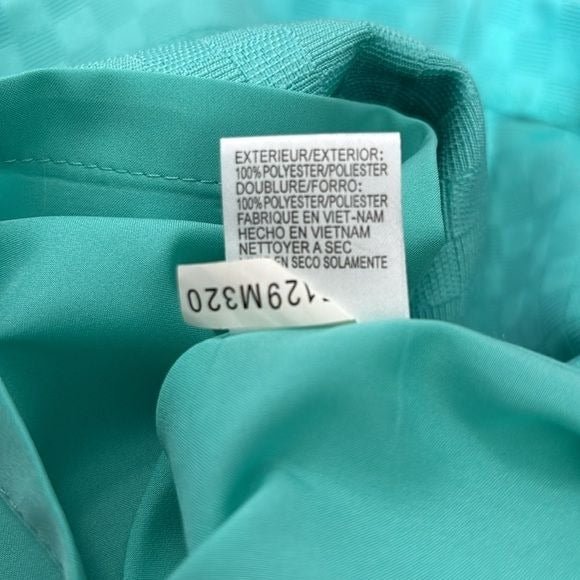 EXTERIEUR/EXTERIOR:
100% POLYESTER/POLIESTER
DOUBLURE/FORRO:
100% POLYESTER/POLIESTER
FABRIQUE EN VIET-NAM
HECHO EN VIETNAM
NETTOYER A SEC
EN SECO SOLAMENTE
129M320